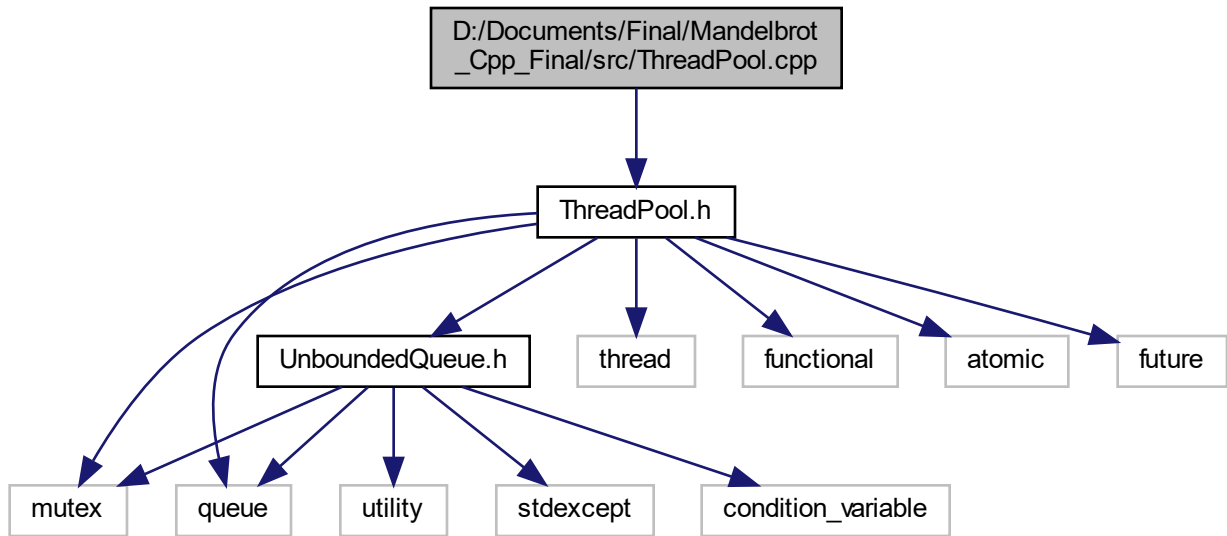 D:/Documents/Final/Mandelbrot
_Cpp_Final/src/ThreadPool.cpp
ThreadPool.h
UnboundedQueue.h
thread
functional
atomic
future
mutex
queue
utility
stdexcept
condition_variable